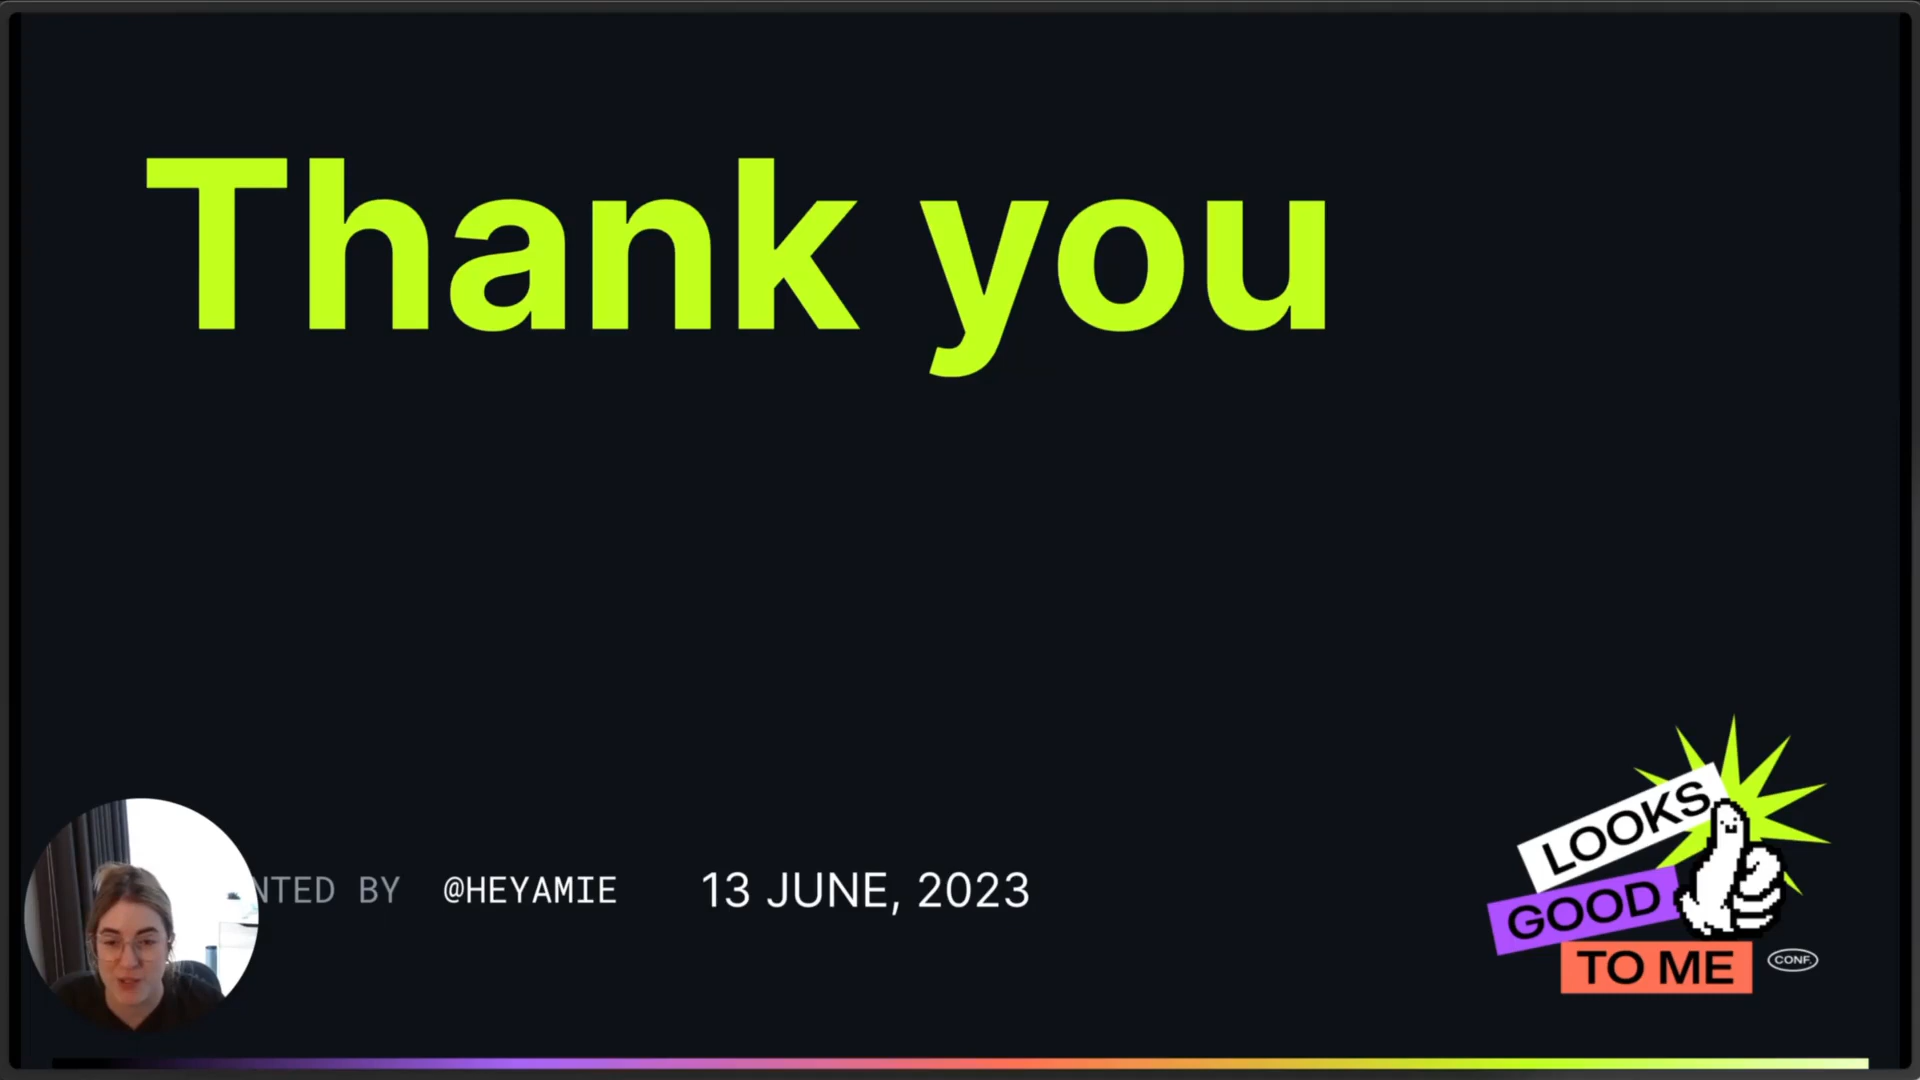 Thank you
NTED BY @HEYAMIE 13 JUNE, 2023
LOOKS
GOOD
TO ME
CONF.